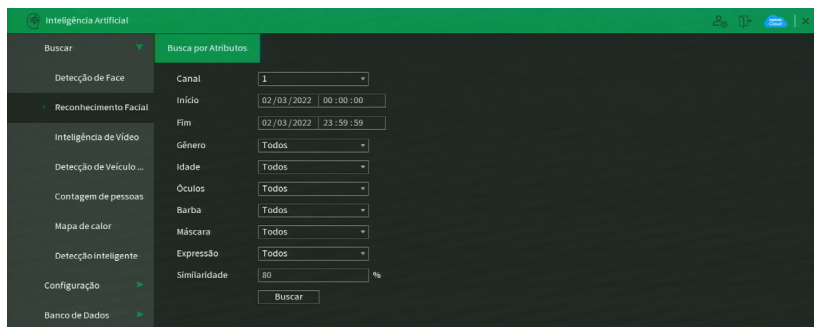 Inteligência Artificial
Buscar
Detecção de Face
Reconhecimento Facial
Inteligência de Vídeo
Detecção de Veículo ...
Contagem de pessoas
Mapa de calor
Detecção inteligente
Configuração
Banco de Dados
Busca por Atributos
Canal 1
Início 02/03/2022 00:00:00
Fim 02/03/2022 23:59:59
Gênero Todos
Idade Todos
Óculos Todos
Barba Todos
Máscara Todos
Expressão Todos
Similaridade 80 %
Buscar